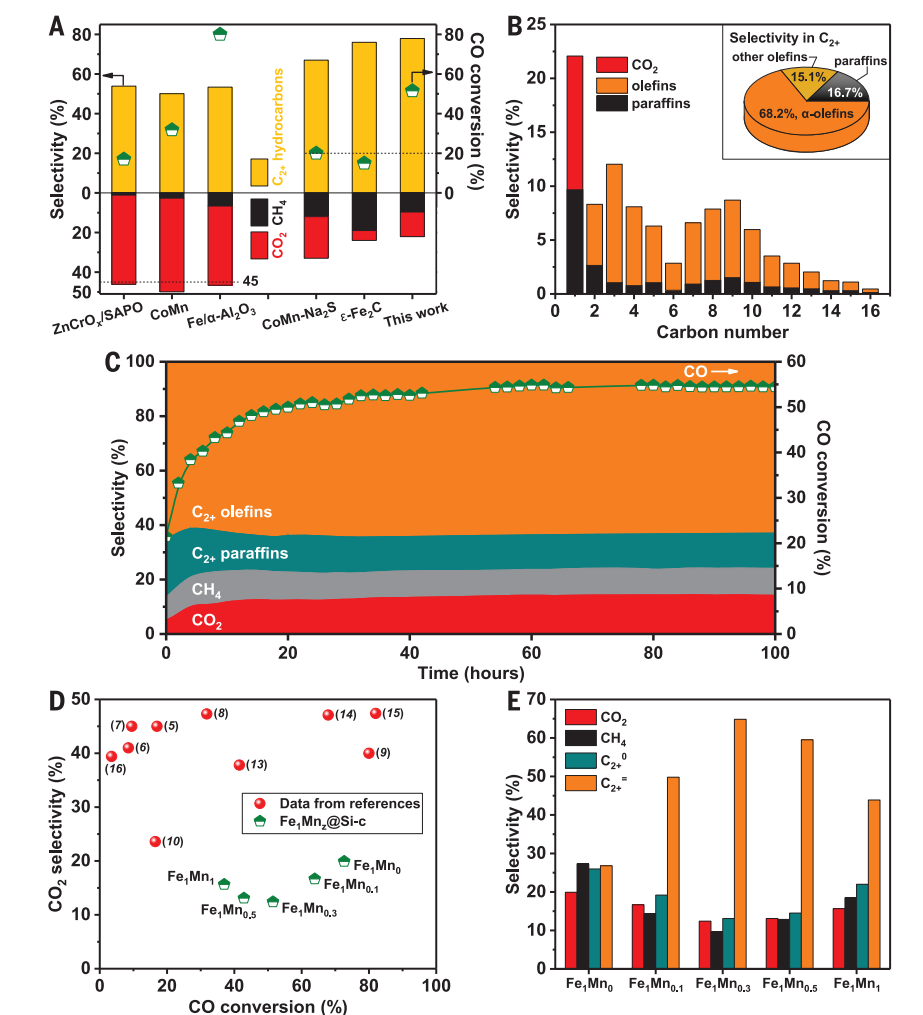 A
Selectivity (%)
80
60
40
20
0
20
40
50
C2+ hydrocarbons
CH4
CO2
45
80
60
40
20
0
CO conversion (%)
ZnCrOx/SAPO
CoMn
Fe/α-Al2O3
CoMn-Na2S
ε-Fe2C
This work
B
Selectivity (%)
25
20
15
10
5
0
CO2
olefins
paraffins
Selectivity in C2+
other olefins
paraffins
15.1%
16.7%
68.2%, α-olefins
0 2 4 6 8 10 12 14 16
Carbon number
C
Selectivity (%)
100
80
60
40
20
0
CO →
C2+ olefins
C2+ paraffins
CH4
CO2
60
50
40
30
20
10
0
CO conversion (%)
0 20 40 60 80 100
Time (hours)
D
CO2 selectivity (%)
50
40
30
20
10
0
(7)
(5)
(8)
(14)
(15)
(6)
(16)
(13)
(9)
(10)
Data from references
Fe1Mnz@Si-c
Fe1Mn1
Fe1Mn0.5
Fe1Mn0.3
Fe1Mn0.1
Fe1Mn0
0 20 40 60 80 100
CO conversion (%)
E
Selectivity (%)
70
60
50
40
30
20
10
0
CO2
CH4
C2+0
C2+=
Fe1Mn0 Fe1Mn0.1 Fe1Mn0.3 Fe1Mn0.5 Fe1Mn1